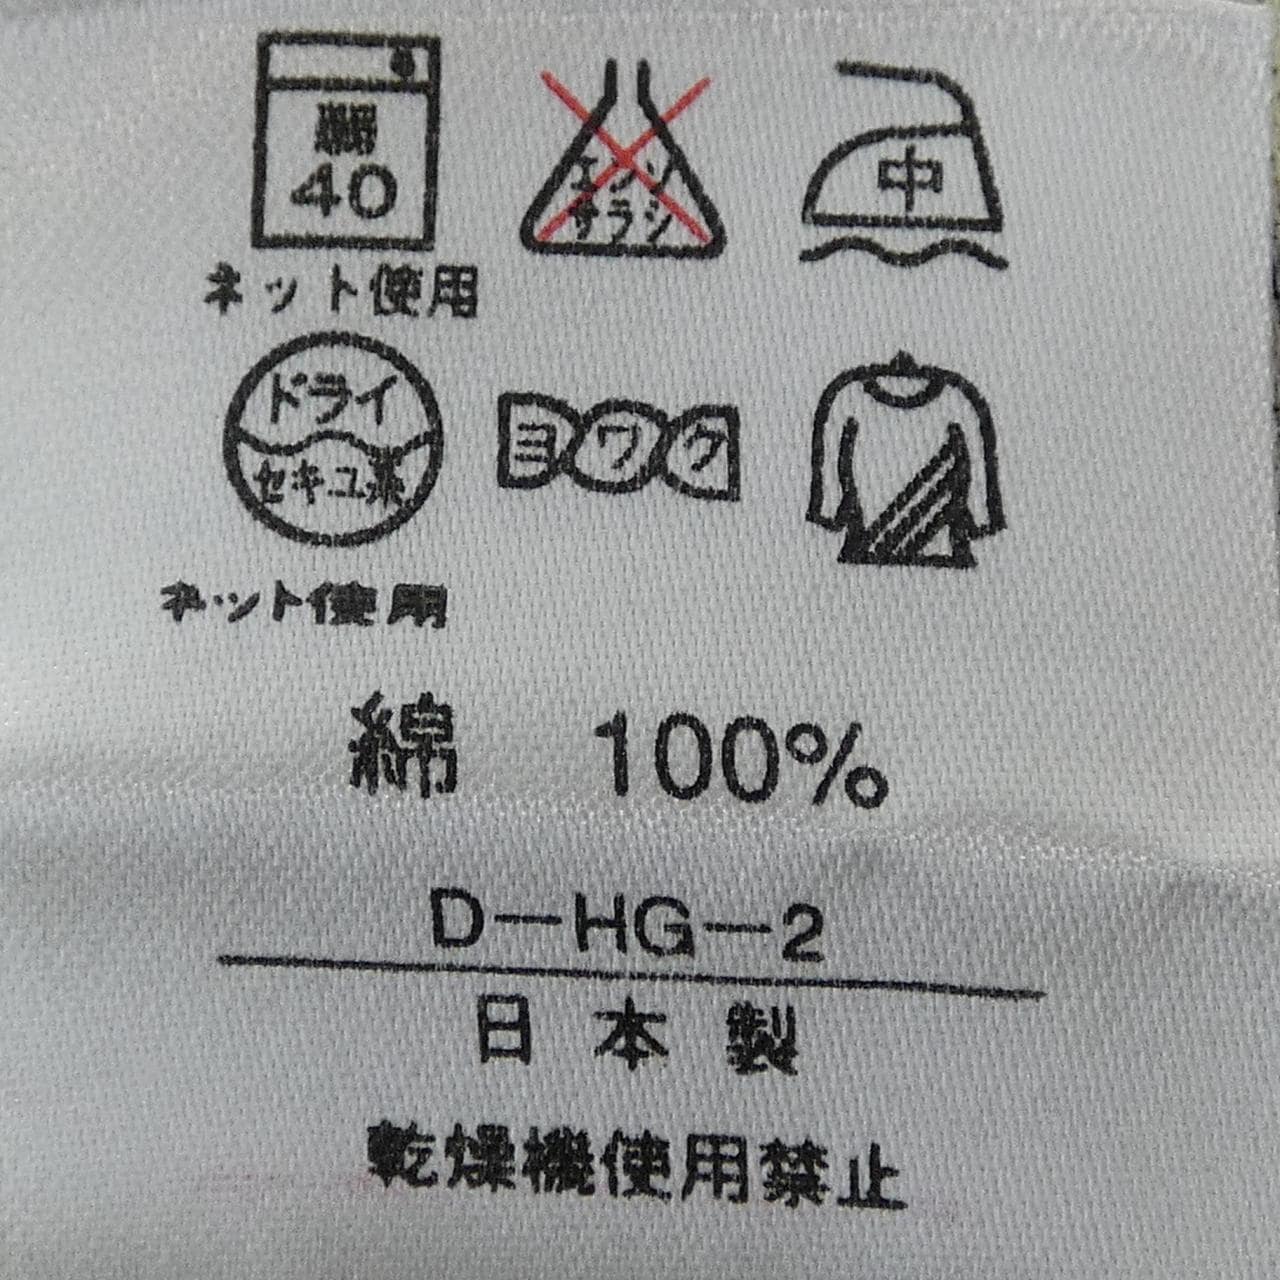 弱
40
エンソ
サラシ
中
ネット使用
ドライ
セキユ系
ヨワク
ネット使用
綿 100%
D-HG-2
日本製
乾燥機使用禁止